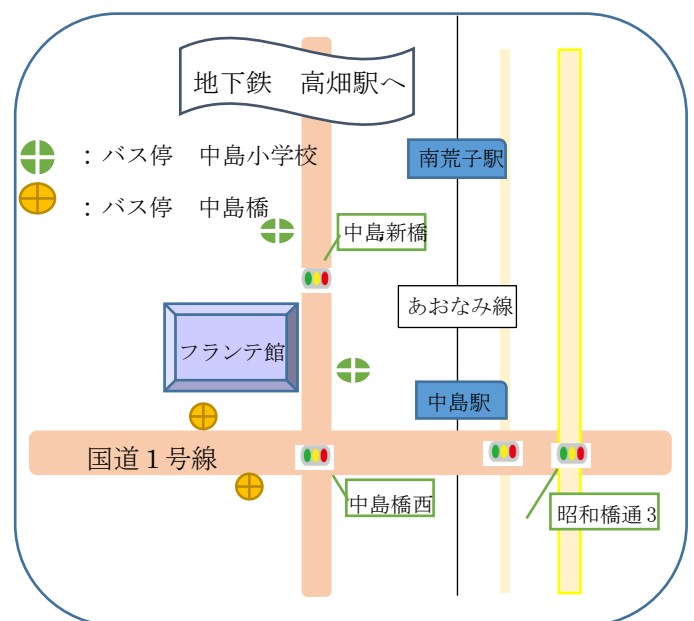 地下鉄　高畑駅へ
：バス停　中島小学校
南荒子駅
：バス停　中島橋
中島新橋
あおなみ線
フランテ館
中島駅
国道１号線
中島橋西
昭和橋通３